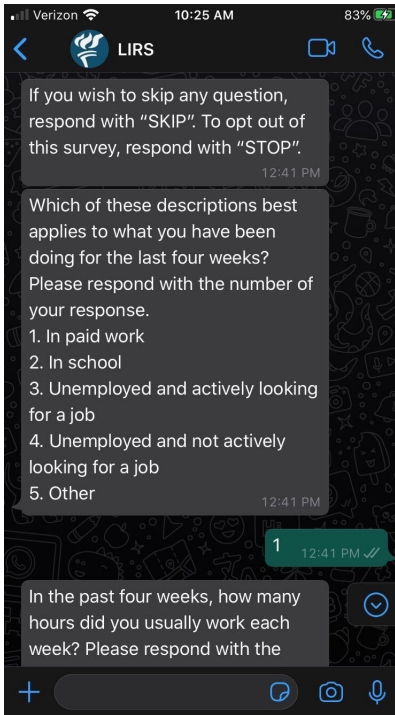 Verizon
10:25 AM
83%
LIRS
If you wish to skip any question,
respond with “SKIP”. To opt out of
this survey, respond with “STOP”.
12:41 PM
Which of these descriptions best
applies to what you have been
doing for the last four weeks?
Please respond with the number of
your response.
1. In paid work
2. In school
3. Unemployed and actively looking
for a job
4. Unemployed and not actively
looking for a job
5. Other
12:41 PM
1
12:41 PM
In the past four weeks, how many
hours did you usually work each
week? Please respond with the